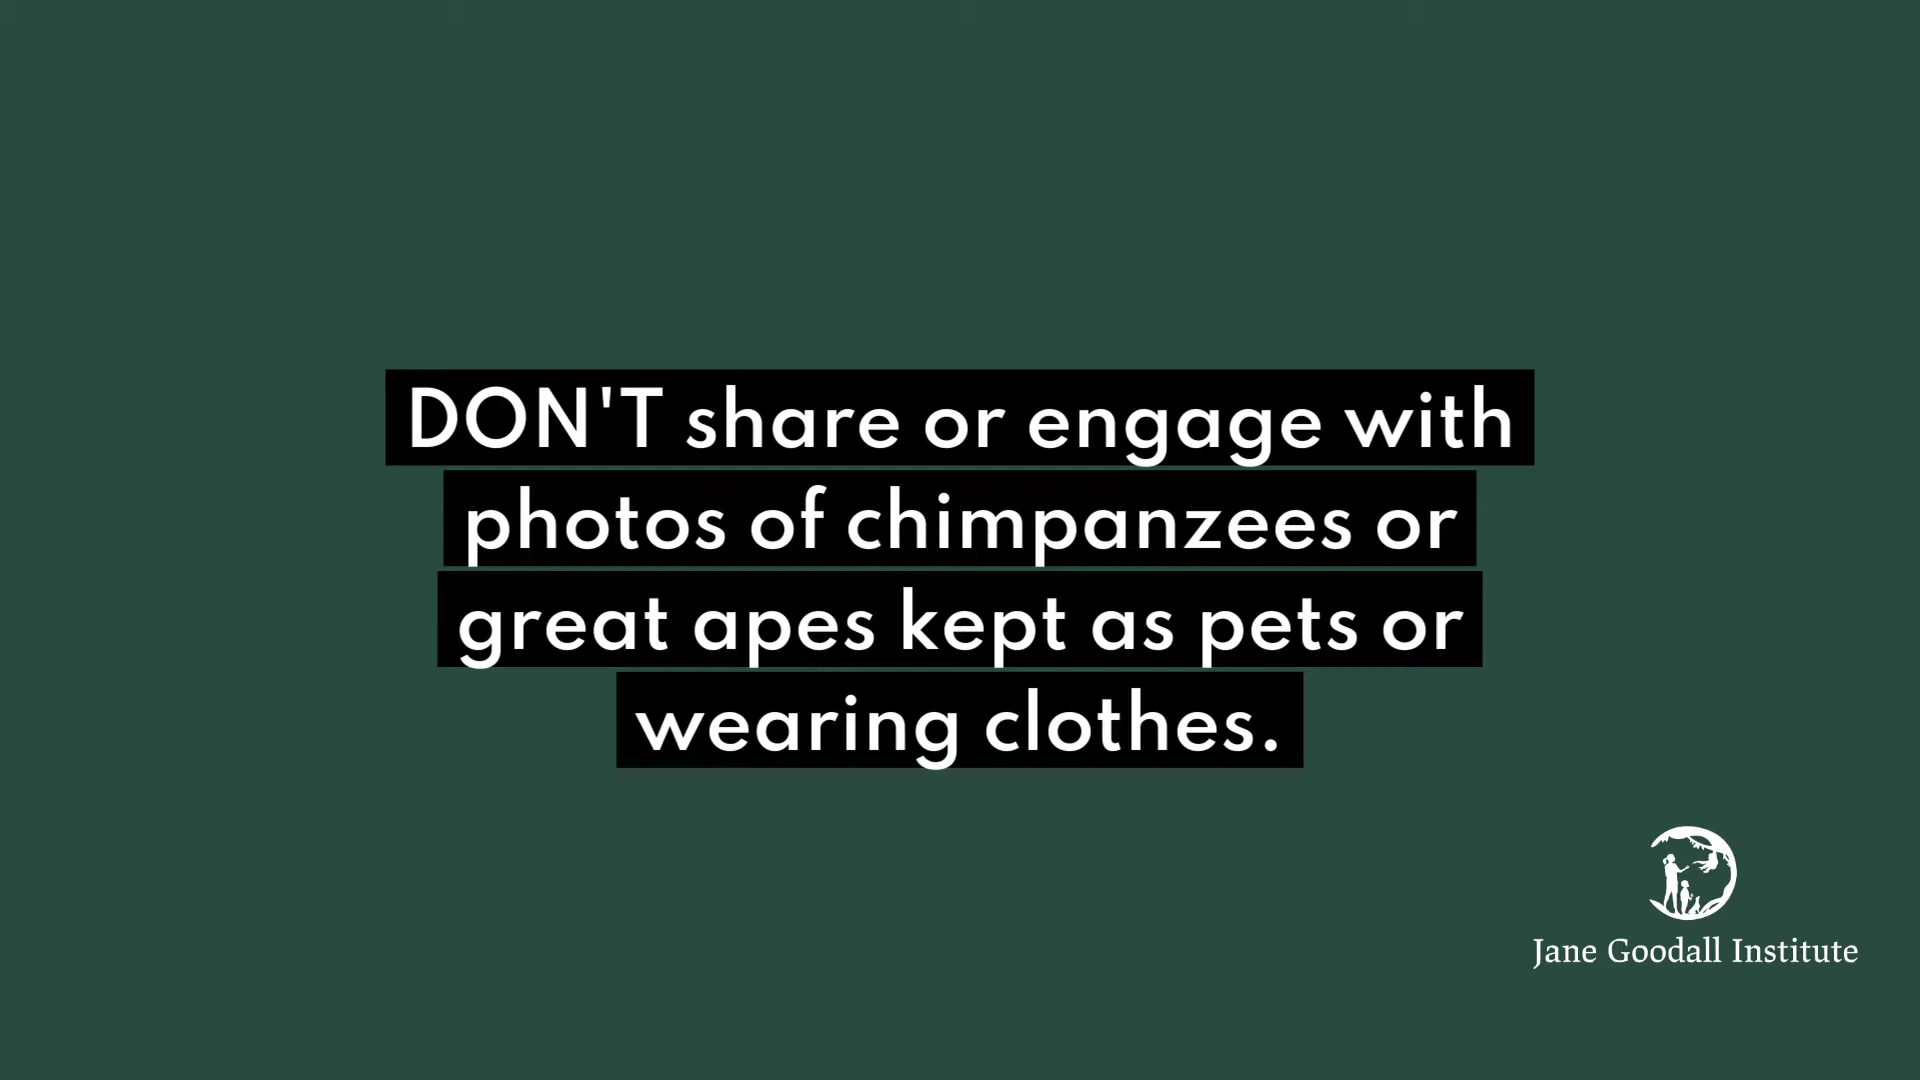 DON'T share or engage with
photos of chimpanzees or
great apes kept as pets or
wearing clothes.
Jane Goodall Institute